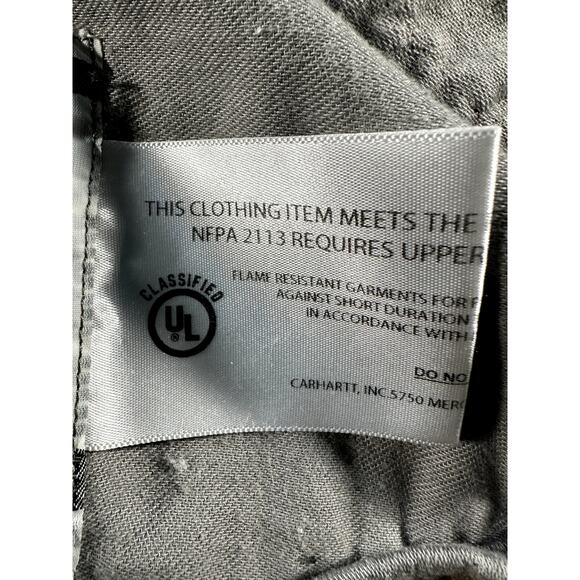 THIS CLOTHING ITEM MEETS THE
NFPA 2113 REQUIRES UPPER
FLAME RESISTANT GARMENTS FOR
AGAINST SHORT DURATION
IN ACCORDANCE WITH
CLASSIFIED
UL
®
DO NO
CARHARTT, INC. 5750 MERC